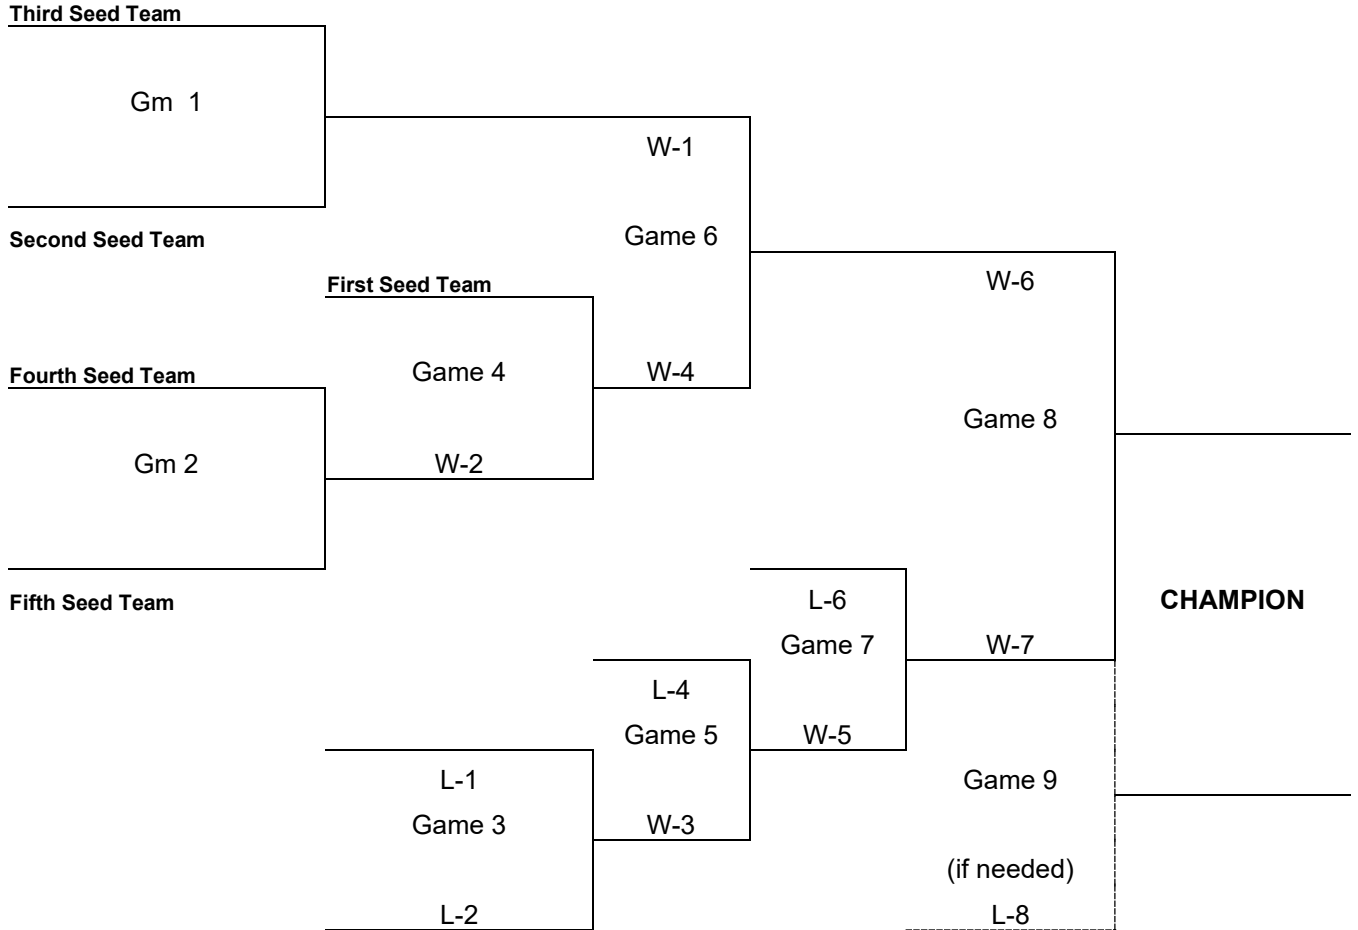 Third Seed Team
Gm 1
W-1
Second Seed Team
Game 6
First Seed Team
W-6
Fourth Seed Team
Game 4
W-4
Game 8
Gm 2
W-2
Fifth Seed Team
L-6
CHAMPION
Game 7
W-7
L-4
Game 5
W-5
L-1
Game 9
Game 3
W-3
(if needed)
L-2
L-8